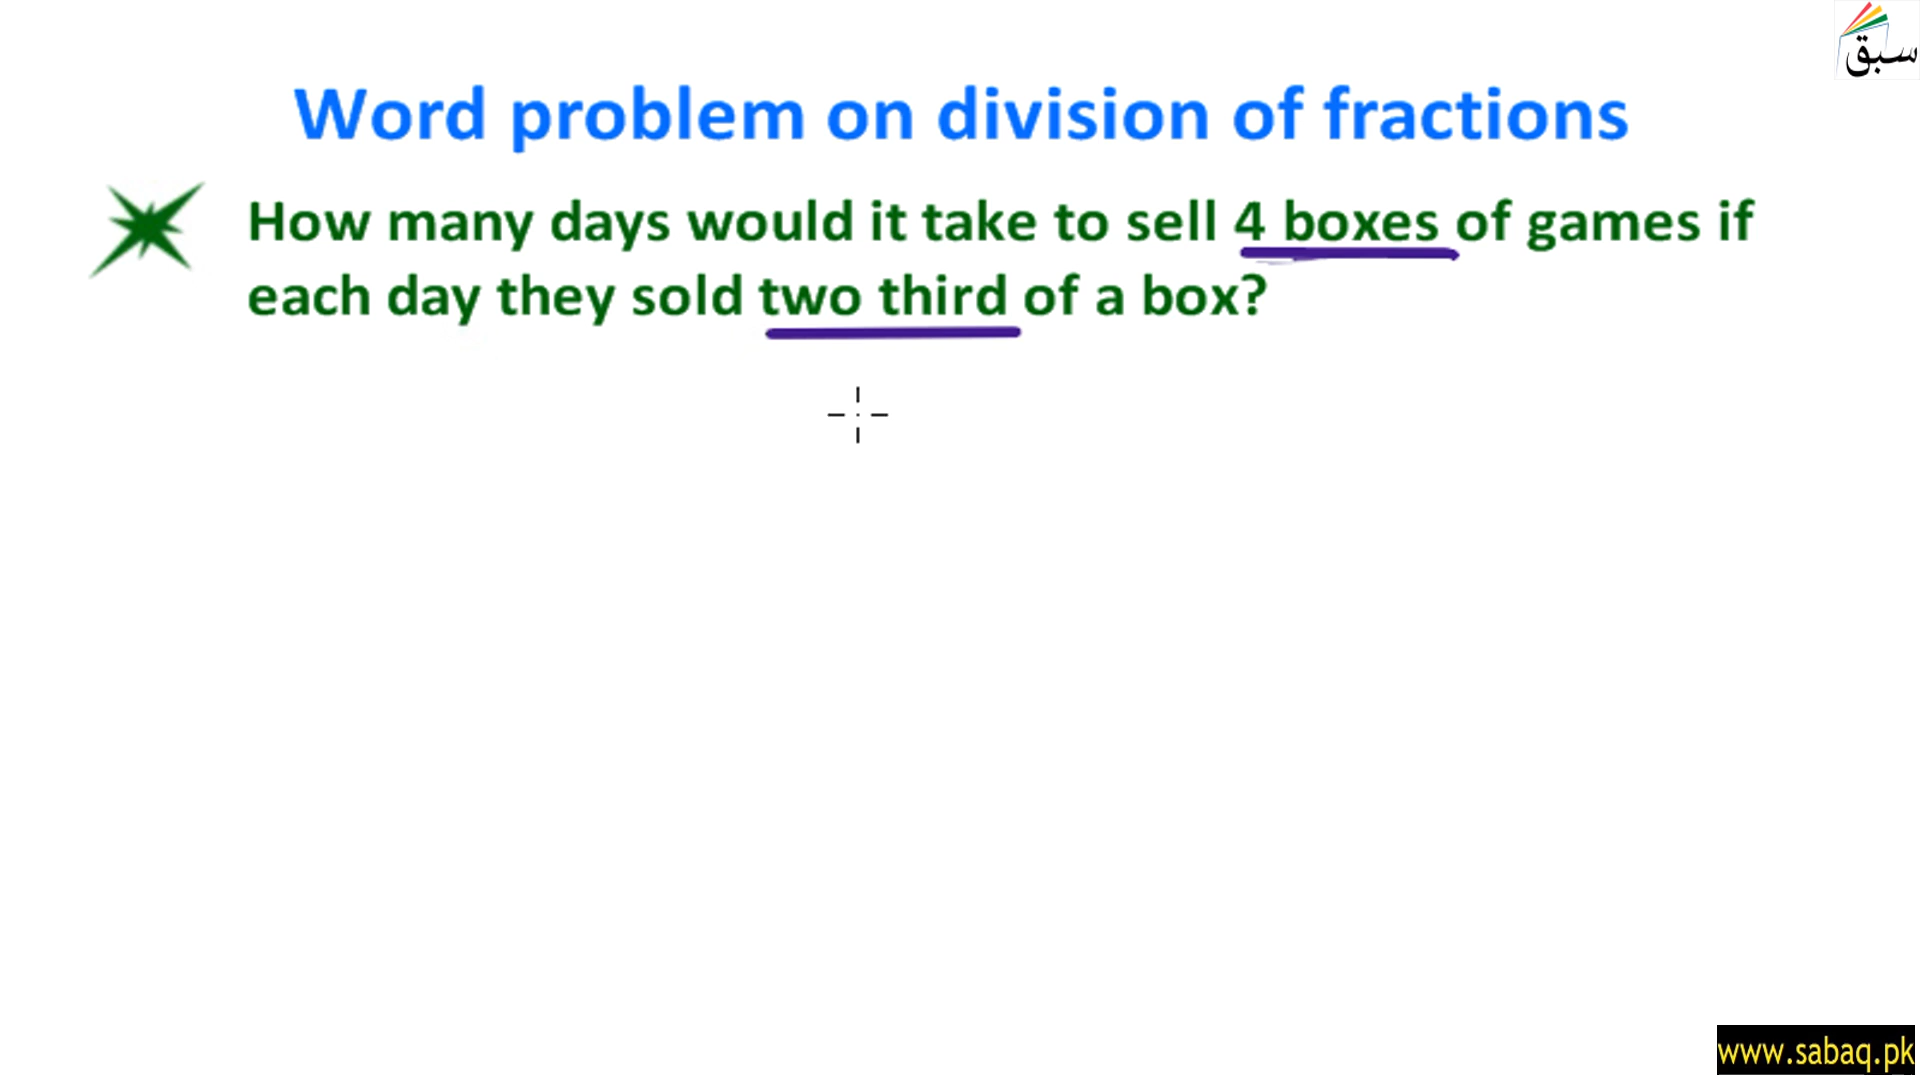 سبق
Word problem on division of fractions
How many days would it take to sell 4 boxes of games if
each day they sold two third of a box?
www.sabaq.pk